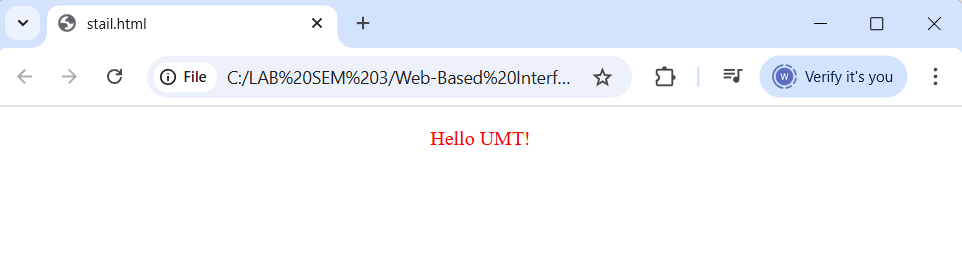 stail.html
File C:/LAB%20SEM%203/Web-Based%20Interf... W Verify it's you
Hello UMT!